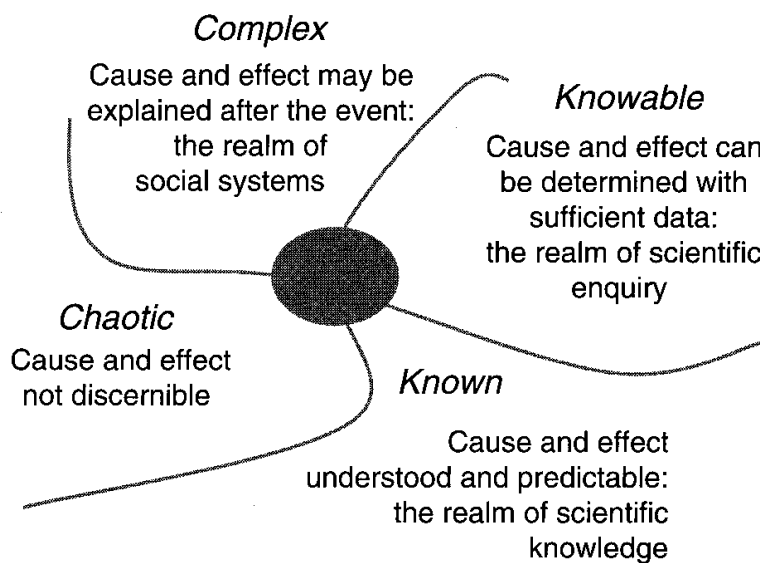 Complex
Cause and effect may be
explained after the event:
the realm of
social systems
Knowable
Cause and effect can
be determined with
sufficient data:
the realm of scientific
enquiry
Chaotic
Cause and effect
not discernible
Known
Cause and effect
understood and predictable:
the realm of scientific
knowledge